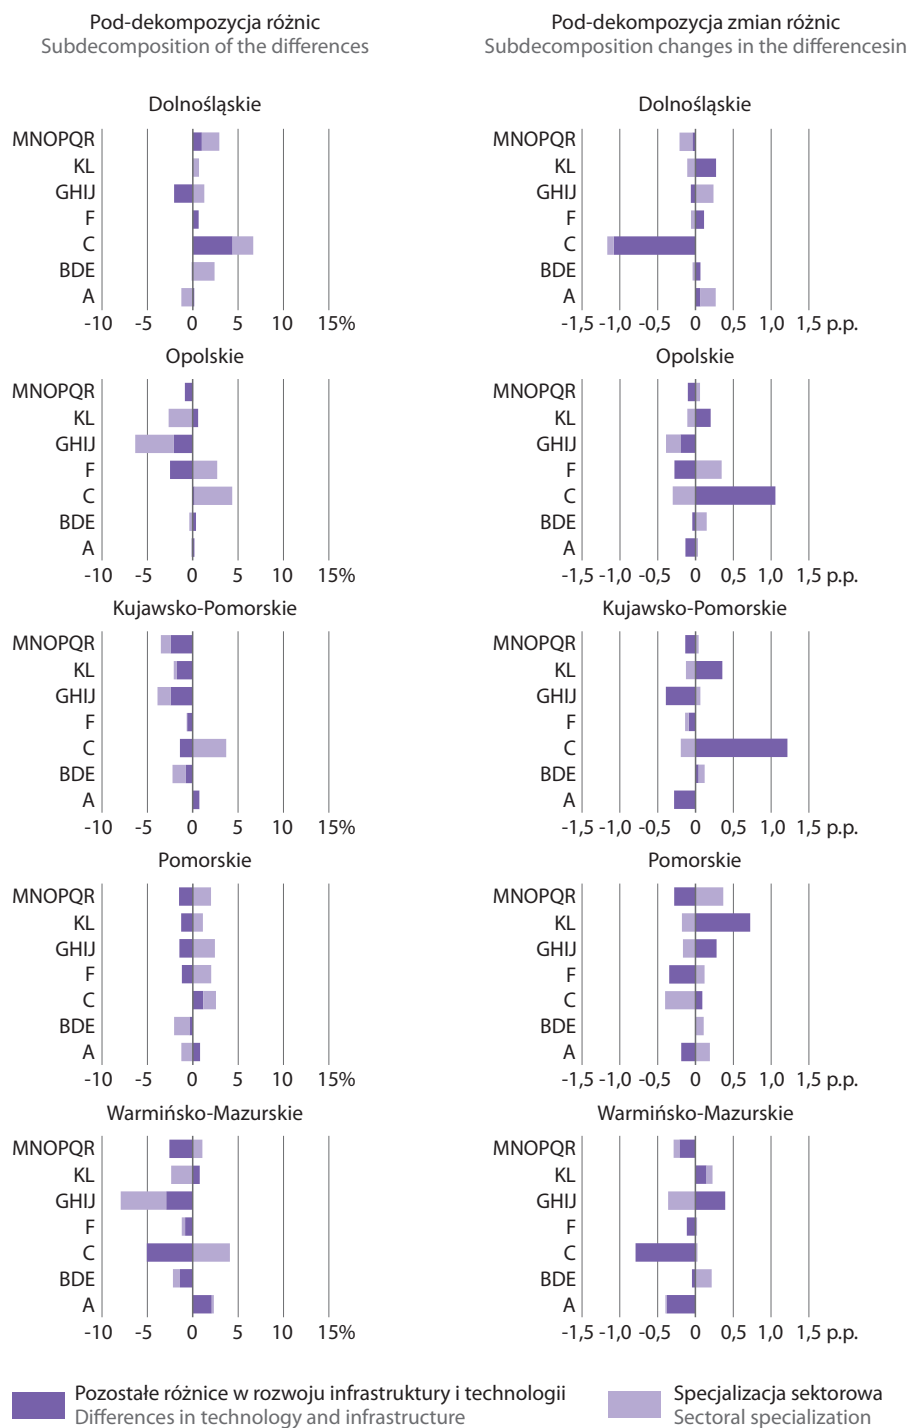 Pod-dekompozycja różnic
Subdecomposition of the differences
Pod-dekompozycja zmian różnic
Subdecomposition changes in the differencesin
Dolnośląskie
MNOPQR
KL
GHIJ
F
C
BDE
A
-10 -5 0 5 10 15%
Dolnośląskie
MNOPQR
KL
GHIJ
F
C
BDE
A
-1,5 -1,0 -0,5 0 0,5 1,0 1,5 p.p.
Opolskie
MNOPQR
KL
GHIJ
F
C
BDE
A
-10 -5 0 5 10 15%
Opolskie
MNOPQR
KL
GHIJ
F
C
BDE
A
-1,5 -1,0 -0,5 0 0,5 1,0 1,5 p.p.
Kujawsko-Pomorskie
MNOPQR
KL
GHIJ
F
C
BDE
A
-10 -5 0 5 10 15%
Kujawsko-Pomorskie
MNOPQR
KL
GHIJ
F
C
BDE
A
-1,5 -1,0 -0,5 0 0,5 1,0 1,5 p.p.
Pomorskie
MNOPQR
KL
GHIJ
F
C
BDE
A
-10 -5 0 5 10 15%
Pomorskie
MNOPQR
KL
GHIJ
F
C
BDE
A
-1,5 -1,0 -0,5 0 0,5 1,0 1,5 p.p.
Warmińsko-Mazurskie
MNOPQR
KL
GHIJ
F
C
BDE
A
-10 -5 0 5 10 15%
Warmińsko-Mazurskie
MNOPQR
KL
GHIJ
F
C
BDE
A
-1,5 -1,0 -0,5 0 0,5 1,0 1,5 p.p.
Pozostałe różnice w rozwoju infrastruktury i technologii
Differences in technology and infrastructure
Specjalizacja sektorowa
Sectoral specialization